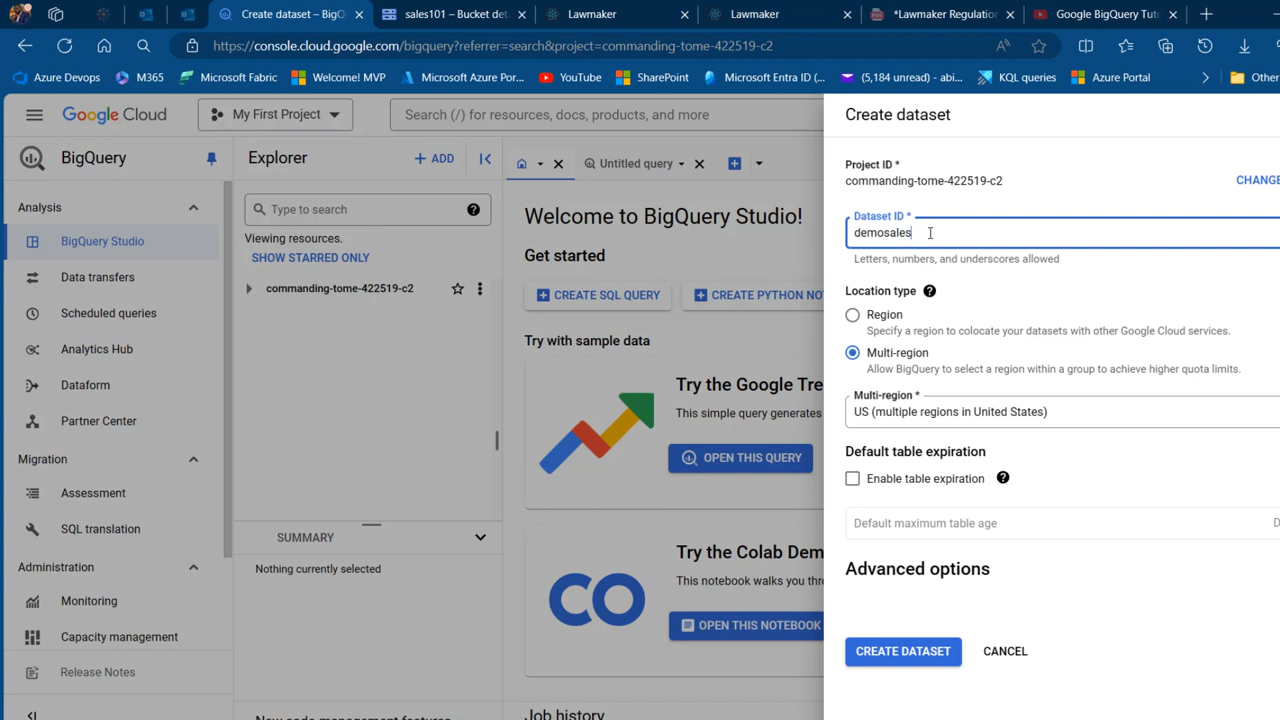 Create dataset – BigQ
sales101 – Bucket det
Lawmaker
Lawmaker
*Lawmaker Regulatio
Google BigQuery Tut
https://console.cloud.google.com/bigquery?referrer=search&project=commanding-tome-422519-c2
Azure Devops
M365
Microsoft Fabric
Welcome! MVP
Microsoft Azure Por...
YouTube
SharePoint
Microsoft Entra ID (...
(5,184 unread) - abi...
KQL queries
Azure Portal
Other
Google Cloud
My First Project
Search (/) for resources, docs, products, and more
BigQuery
Analysis
BigQuery Studio
Data transfers
Scheduled queries
Analytics Hub
Dataform
Partner Center
Migration
Assessment
SQL translation
Administration
Monitoring
Capacity management
Release Notes
Explorer
+ ADD
Type to search
Viewing resources.
SHOW STARRED ONLY
commanding-tome-422519-c2
SUMMARY
Nothing currently selected
Untitled query
Welcome to BigQuery Studio!
Get started
CREATE SQL QUERY
CREATE PYTHON NO
Try with sample data
Try the Google Tre
This simple query generates
OPEN THIS QUERY
Try the Colab Dem
This notebook walks you thr
OPEN THIS NOTEBOOK
Job history
Create dataset
Project ID *
commanding-tome-422519-c2
CHANGE
Dataset ID *
demosales
Letters, numbers, and underscores allowed
Location type
Region
Specify a region to colocate your datasets with other Google Cloud services.
Multi-region
Allow BigQuery to select a region within a group to achieve higher quota limits.
Multi-region *
US (multiple regions in United States)
Default table expiration
Enable table expiration
Default maximum table age
D
Advanced options
CREATE DATASET
CANCEL